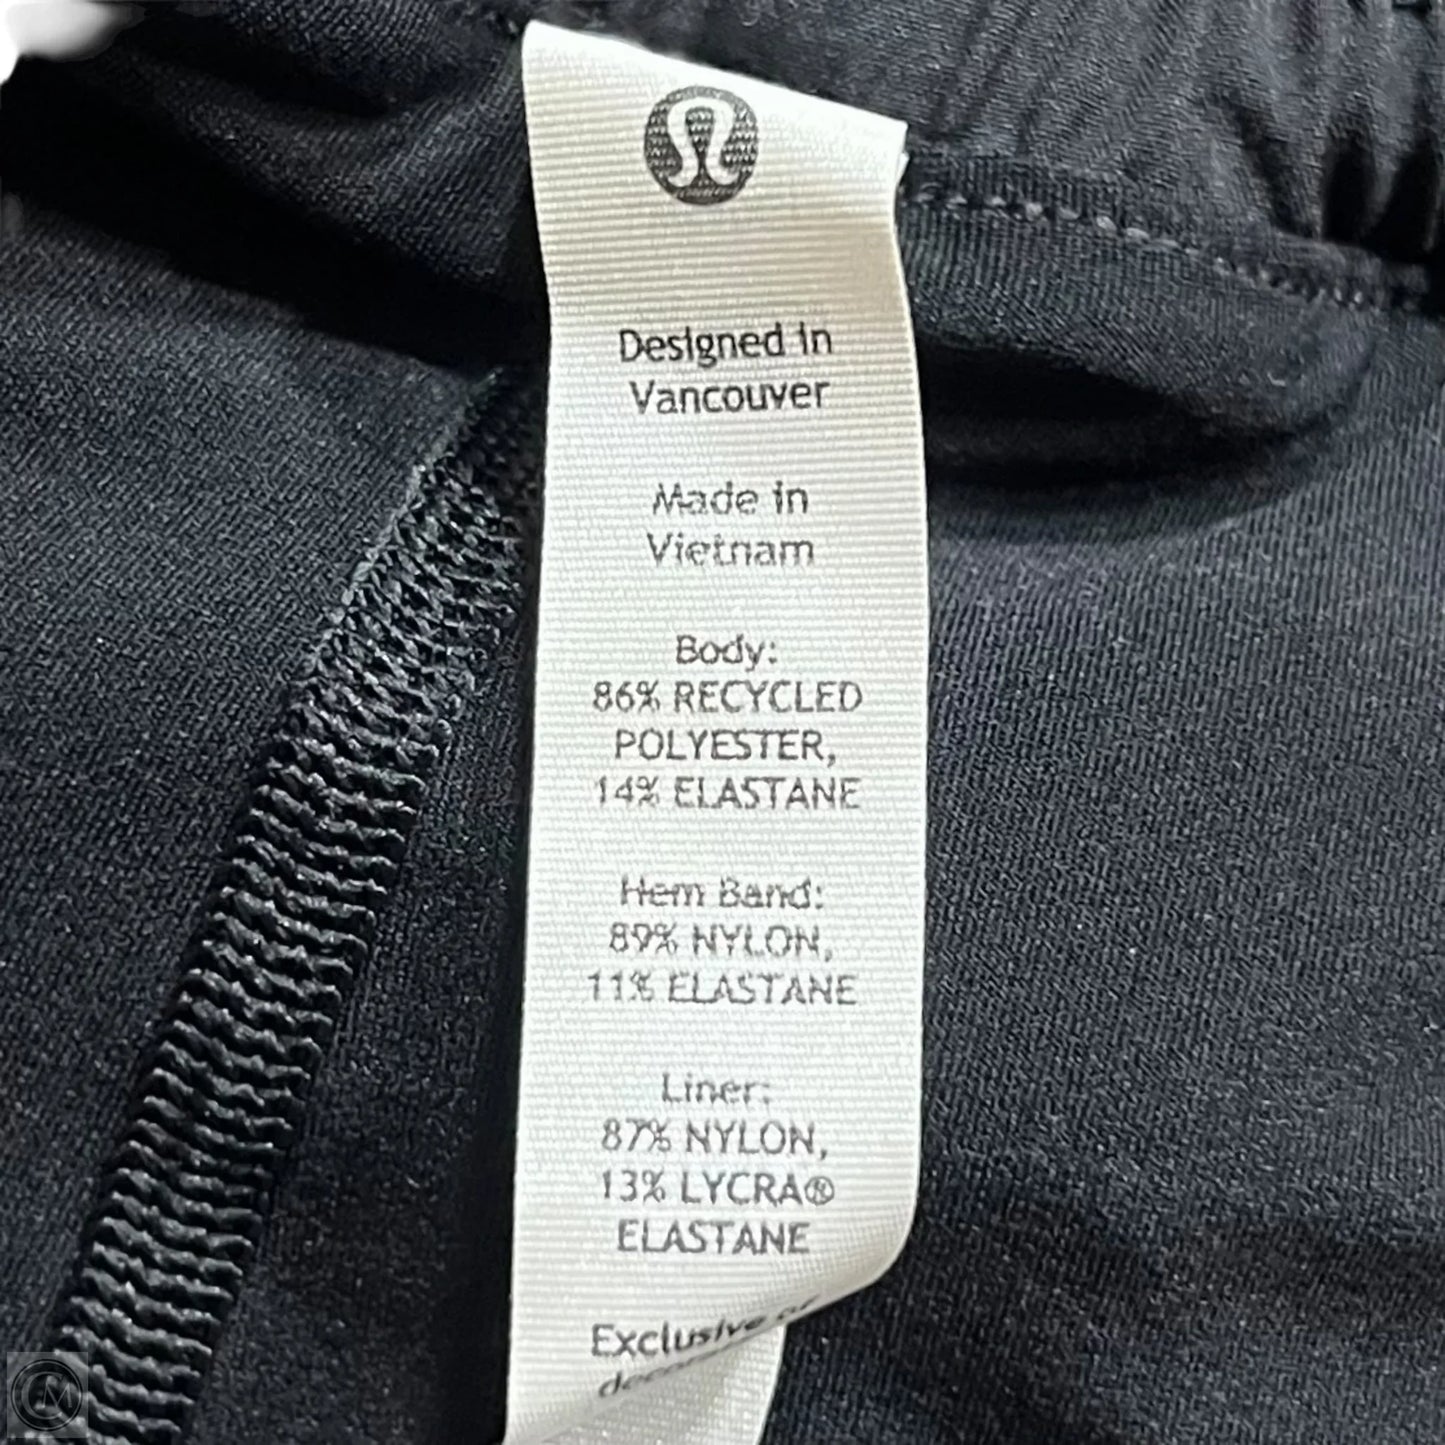 Designed in
Vancouver
Made in
Vietnam
Body:
86% RECYCLED
POLYESTER,
14% ELASTANE
Hem Band:
89% NYLON,
11% ELASTANE
Liner:
87% NYLON,
13% LYCRA®
ELASTANE
Exclusive of